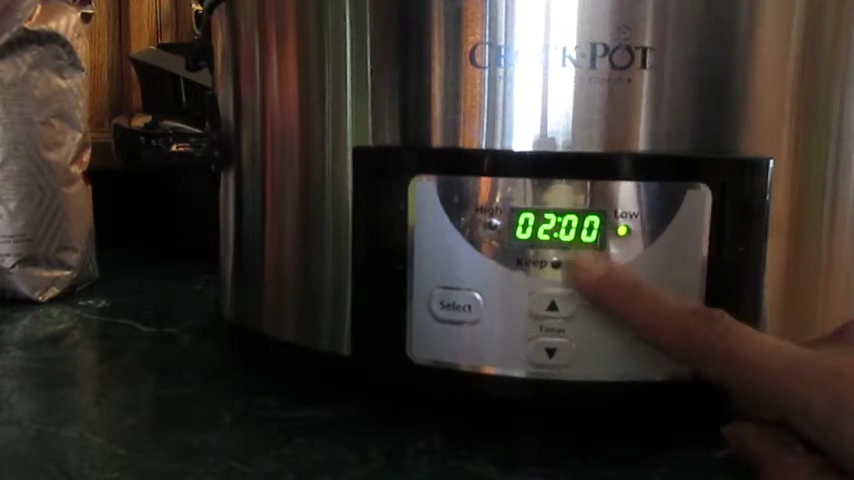 CROCK·POT
High
02:00
Low
Keep
Select
Timer